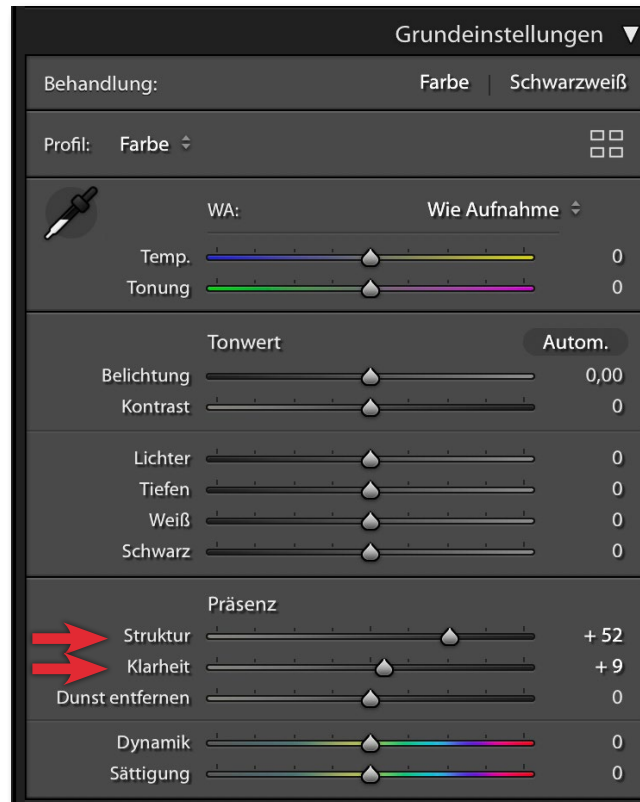 Grundeinstellungen ▼
Behandlung: Farbe | Schwarzweiß
Profil: Farbe
WA: Wie Aufnahme
Temp. 0
Tonung 0
Tonwert Autom.
Belichtung 0,00
Kontrast 0
Lichter 0
Tiefen 0
Weiß 0
Schwarz 0
Präsenz
Struktur + 52
Klarheit + 9
Dunst entfernen 0
Dynamik 0
Sättigung 0